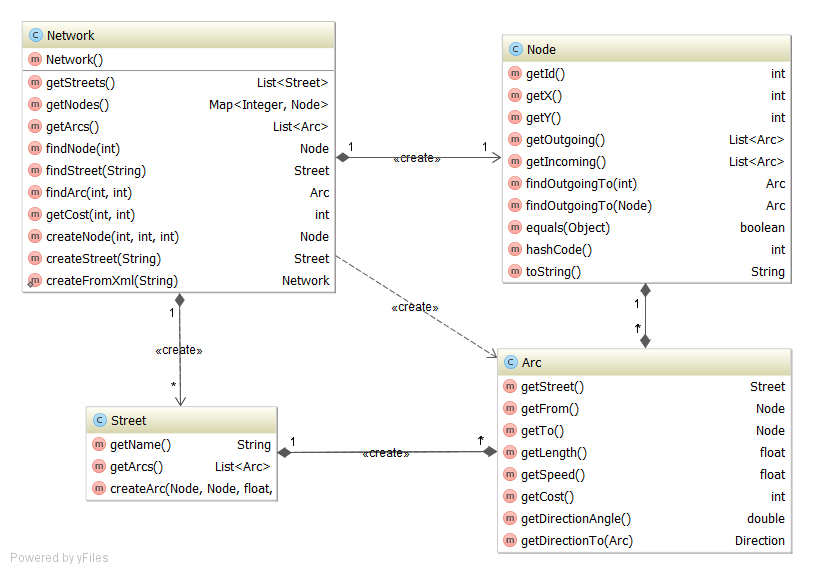 Network
Network()
getStreets() List<Street>
getNodes() Map<Integer, Node>
getArcs() List<Arc>
findNode(int) Node
findStreet(String) Street
findArc(int, int) Arc
getCost(int, int) int
createNode(int, int, int) Node
createStreet(String) Street
createFromXml(String) Network
Node
getId() int
getX() int
getY() int
getOutgoing() List<Arc>
getIncoming() List<Arc>
findOutgoingTo(int) Arc
findOutgoingTo(Node) Arc
equals(Object) boolean
hashCode() int
toString() String
1 «create» 1
«create»
1
«create»
*
1
*
Street
getName() String
getArcs() List<Arc>
createArc(Node, Node, float,
1 «create» *
Arc
getStreet() Street
getFrom() Node
getTo() Node
getLength() float
getSpeed() float
getCost() int
getDirectionAngle() double
getDirectionTo(Arc) Direction
Powered by yFiles